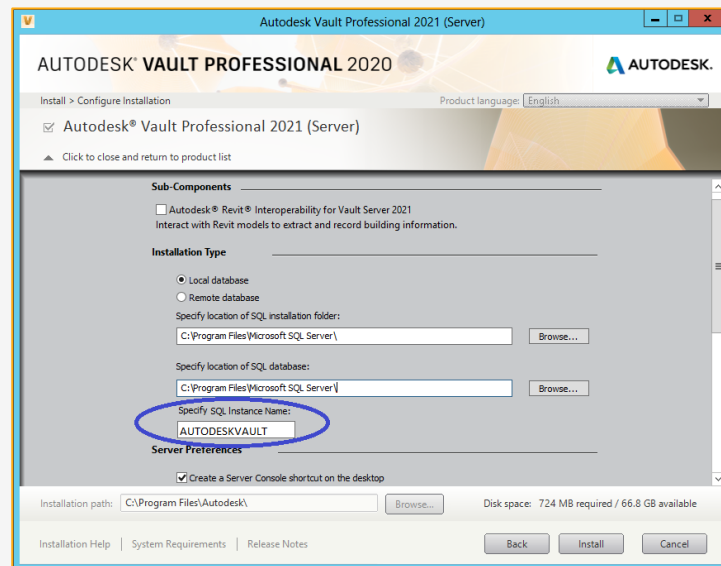 Autodesk Vault Professional 2021 (Server)
AUTODESK® VAULT PROFESSIONAL 2020
AUTODESK.
Install > Configure Installation
Product language: English
Autodesk® Vault Professional 2021 (Server)
Click to close and return to product list
Sub-Components
Autodesk® Revit® Interoperability for Vault Server 2021
Interact with Revit models to extract and record building information.
Installation Type
Local database
Remote database
Specify location of SQL installation folder:
C:\Program Files\Microsoft SQL Server\
Browse...
Specify location of SQL database:
C:\Program Files\Microsoft SQL Server\
Browse...
Specify SQL Instance Name:
AUTODESKVAULT
Server Preferences
Create a Server Console shortcut on the desktop
Installation path: C:\Program Files\Autodesk\ Browse... Disk space: 724 MB required / 66.8 GB available
Installation Help | System Requirements | Release Notes
Back Install Cancel